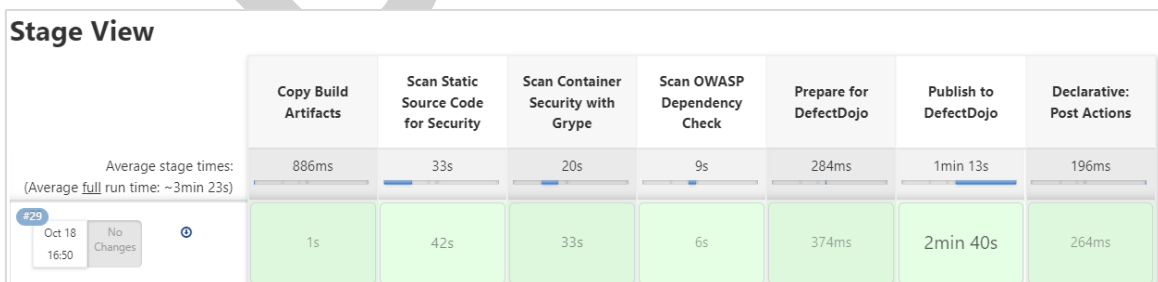 Stage View
Copy Build
Artifacts
Scan Static
Source Code
for Security
Scan Container
Security with
Grype
Scan OWASP
Dependency
Check
Prepare for
DefectDojo
Publish to
DefectDojo
Declarative:
Post Actions
Average stage times:
(Average full run time: ~3min 23s)
886ms
33s
20s
9s
284ms
1min 13s
196ms
#29
Oct 18
16:50
No
Changes
1s
42s
33s
6s
374ms
2min 40s
264ms